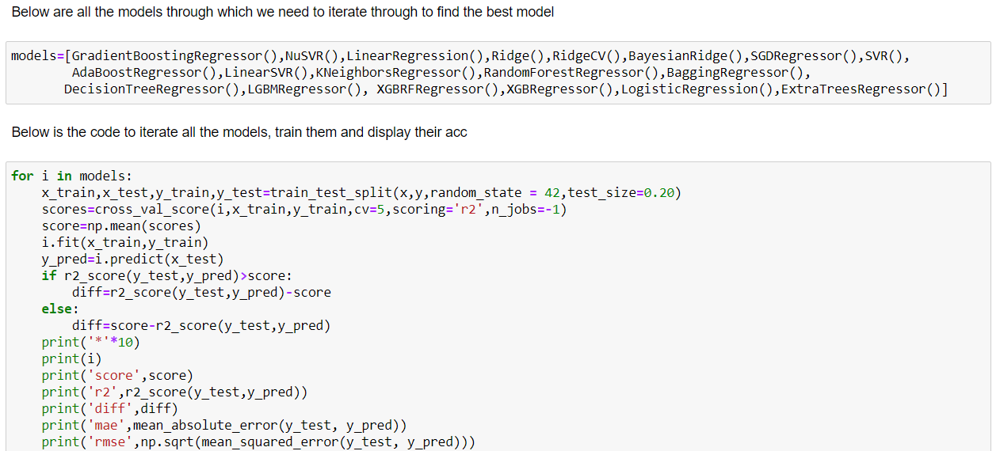 Below are all the models through which we need to iterate through to find the best model
models=[GradientBoostingRegressor(),NuSVR(),LinearRegression(),Ridge(),RidgeCV(),BayesianRidge(),SGDRegressor(),SVR(),
        AdaBoostRegressor(),LinearSVR(),KNeighborsRegressor(),RandomForestRegressor(),BaggingRegressor(),
       DecisionTreeRegressor(),LGBMRegressor(), XGBRFRegressor(),XGBRegressor(),LogisticRegression(),ExtraTreesRegressor()]
Below is the code to iterate all the models, train them and display their acc
for i in models:
    x_train,x_test,y_train,y_test=train_test_split(x,y,random_state = 42,test_size=0.20)
    scores=cross_val_score(i,x_train,y_train,cv=5,scoring='r2',n_jobs=-1)
    score=np.mean(scores)
    i.fit(x_train,y_train)
    y_pred=i.predict(x_test)
    if r2_score(y_test,y_pred)>score:
        diff=r2_score(y_test,y_pred)-score
    else:
        diff=score-r2_score(y_test,y_pred)
    print('*'*10)
    print(i)
    print('score',score)
    print('r2',r2_score(y_test,y_pred))
    print('diff',diff)
    print('mae',mean_absolute_error(y_test, y_pred))
    print('rmse',np.sqrt(mean_squared_error(y_test, y_pred)))